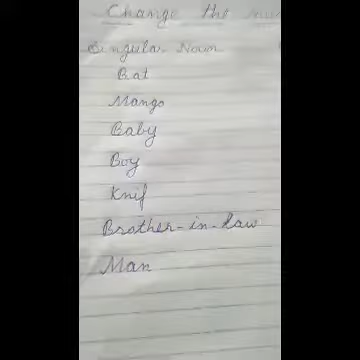 Change the
Singula Noun
Bat
Mango
Baby
Boy
Knif
Brother-in-law
Man